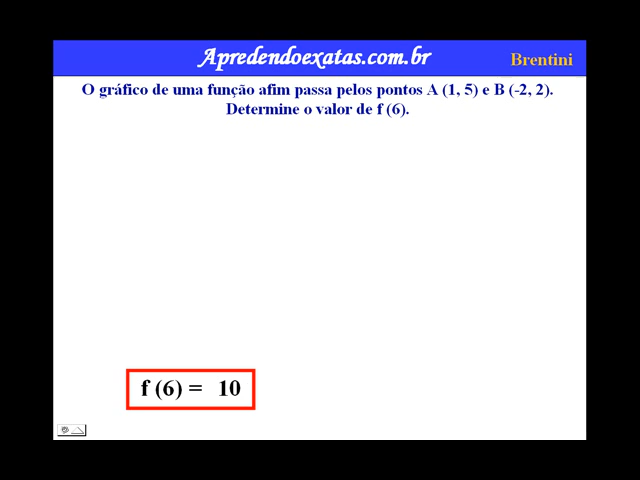 Apredendoexatas.com.br
Brentini
O gráfico de uma função afim passa pelos pontos A (1, 5) e B (-2, 2).
Determine o valor de f (6).
f (6) = 10